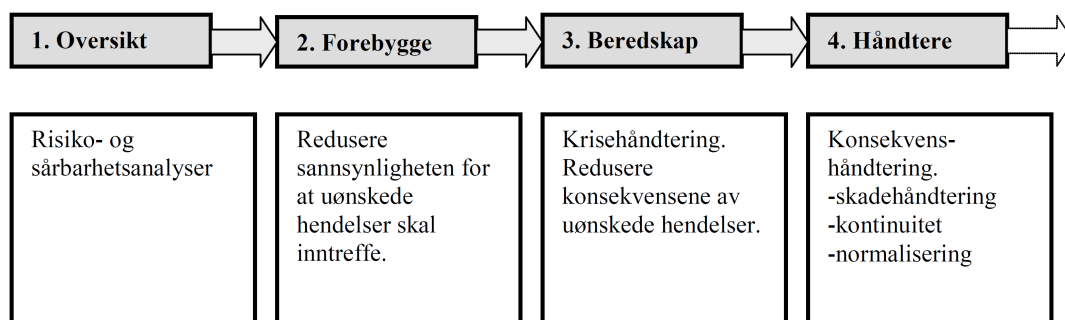 1. Oversikt
2. Forebygge
3. Beredskap
4. Håndtere
Risiko- og
sårbarhetsanalyser
Redusere
sannsynligheten for
at uønskede
hendelser skal
inntreffe.
Krisehåndtering.
Redusere
konsekvensene av
uønskede hendelser.
Konsekvens-
håndtering.
-skadehåndtering
-kontinuitet
-normalisering